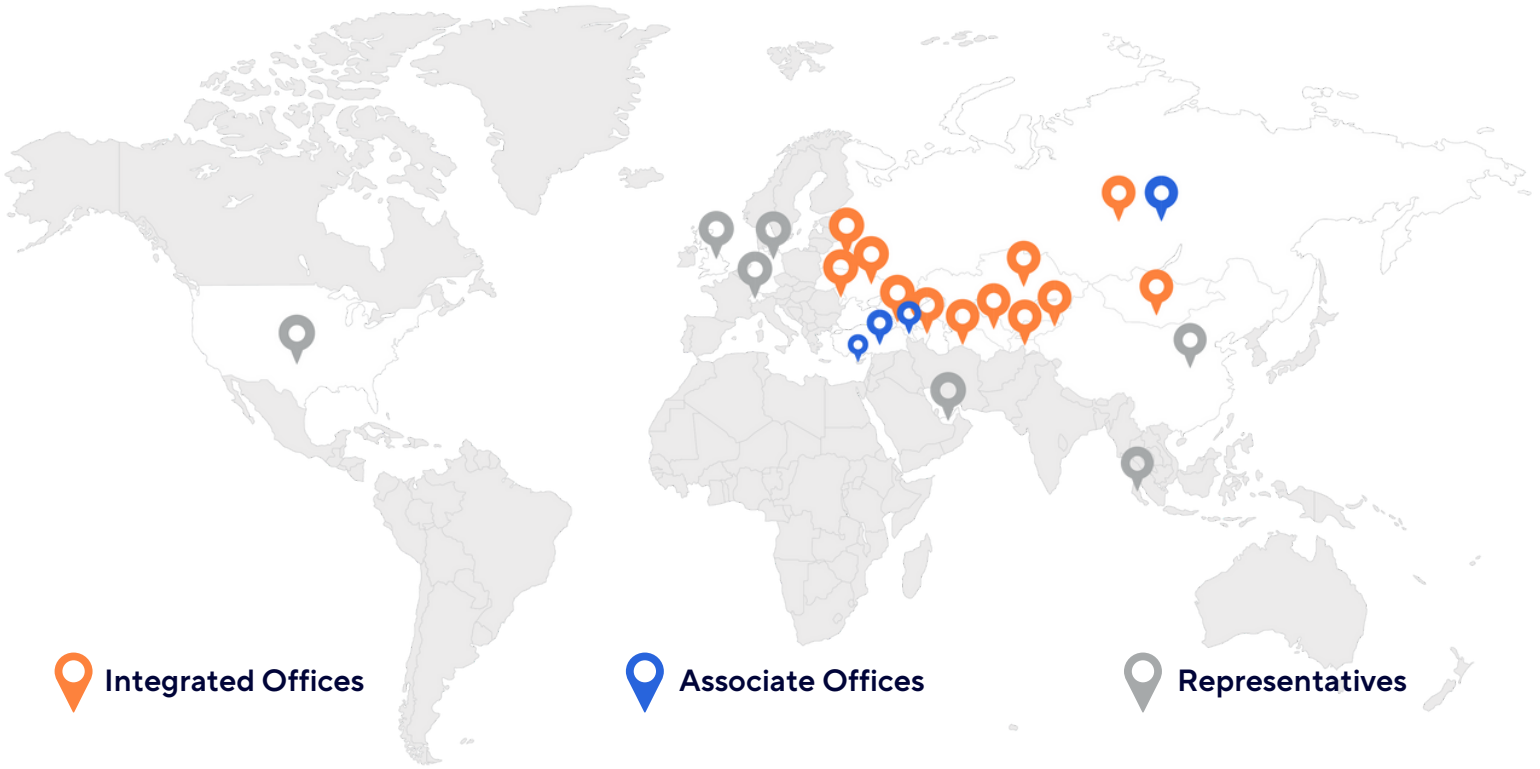 Integrated Offices
Associate Offices
Representatives